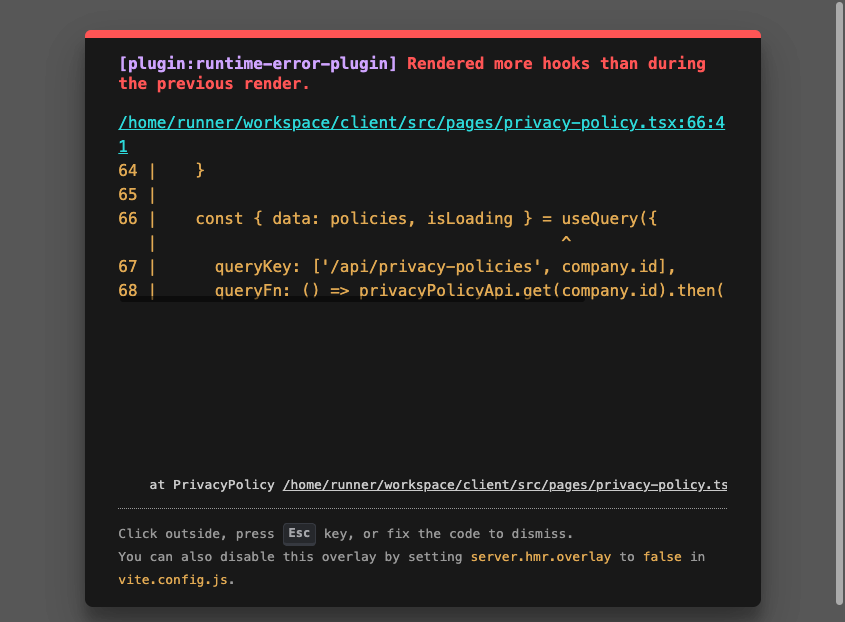 [plugin:runtime-error-plugin] Rendered more hooks than during
the previous render.
/home/runner/workspace/client/src/pages/privacy-policy.tsx:66:4
1
64 |    }
65 |
66 |    const { data: policies, isLoading } = useQuery({
   |                                          ^
67 |      queryKey: ['/api/privacy-policies', company.id],
68 |      queryFn: () => privacyPolicyApi.get(company.id).then(
at PrivacyPolicy /home/runner/workspace/client/src/pages/privacy-policy.ts
Click outside, press Esc key, or fix the code to dismiss.
You can also disable this overlay by setting server.hmr.overlay to false in
vite.config.js.